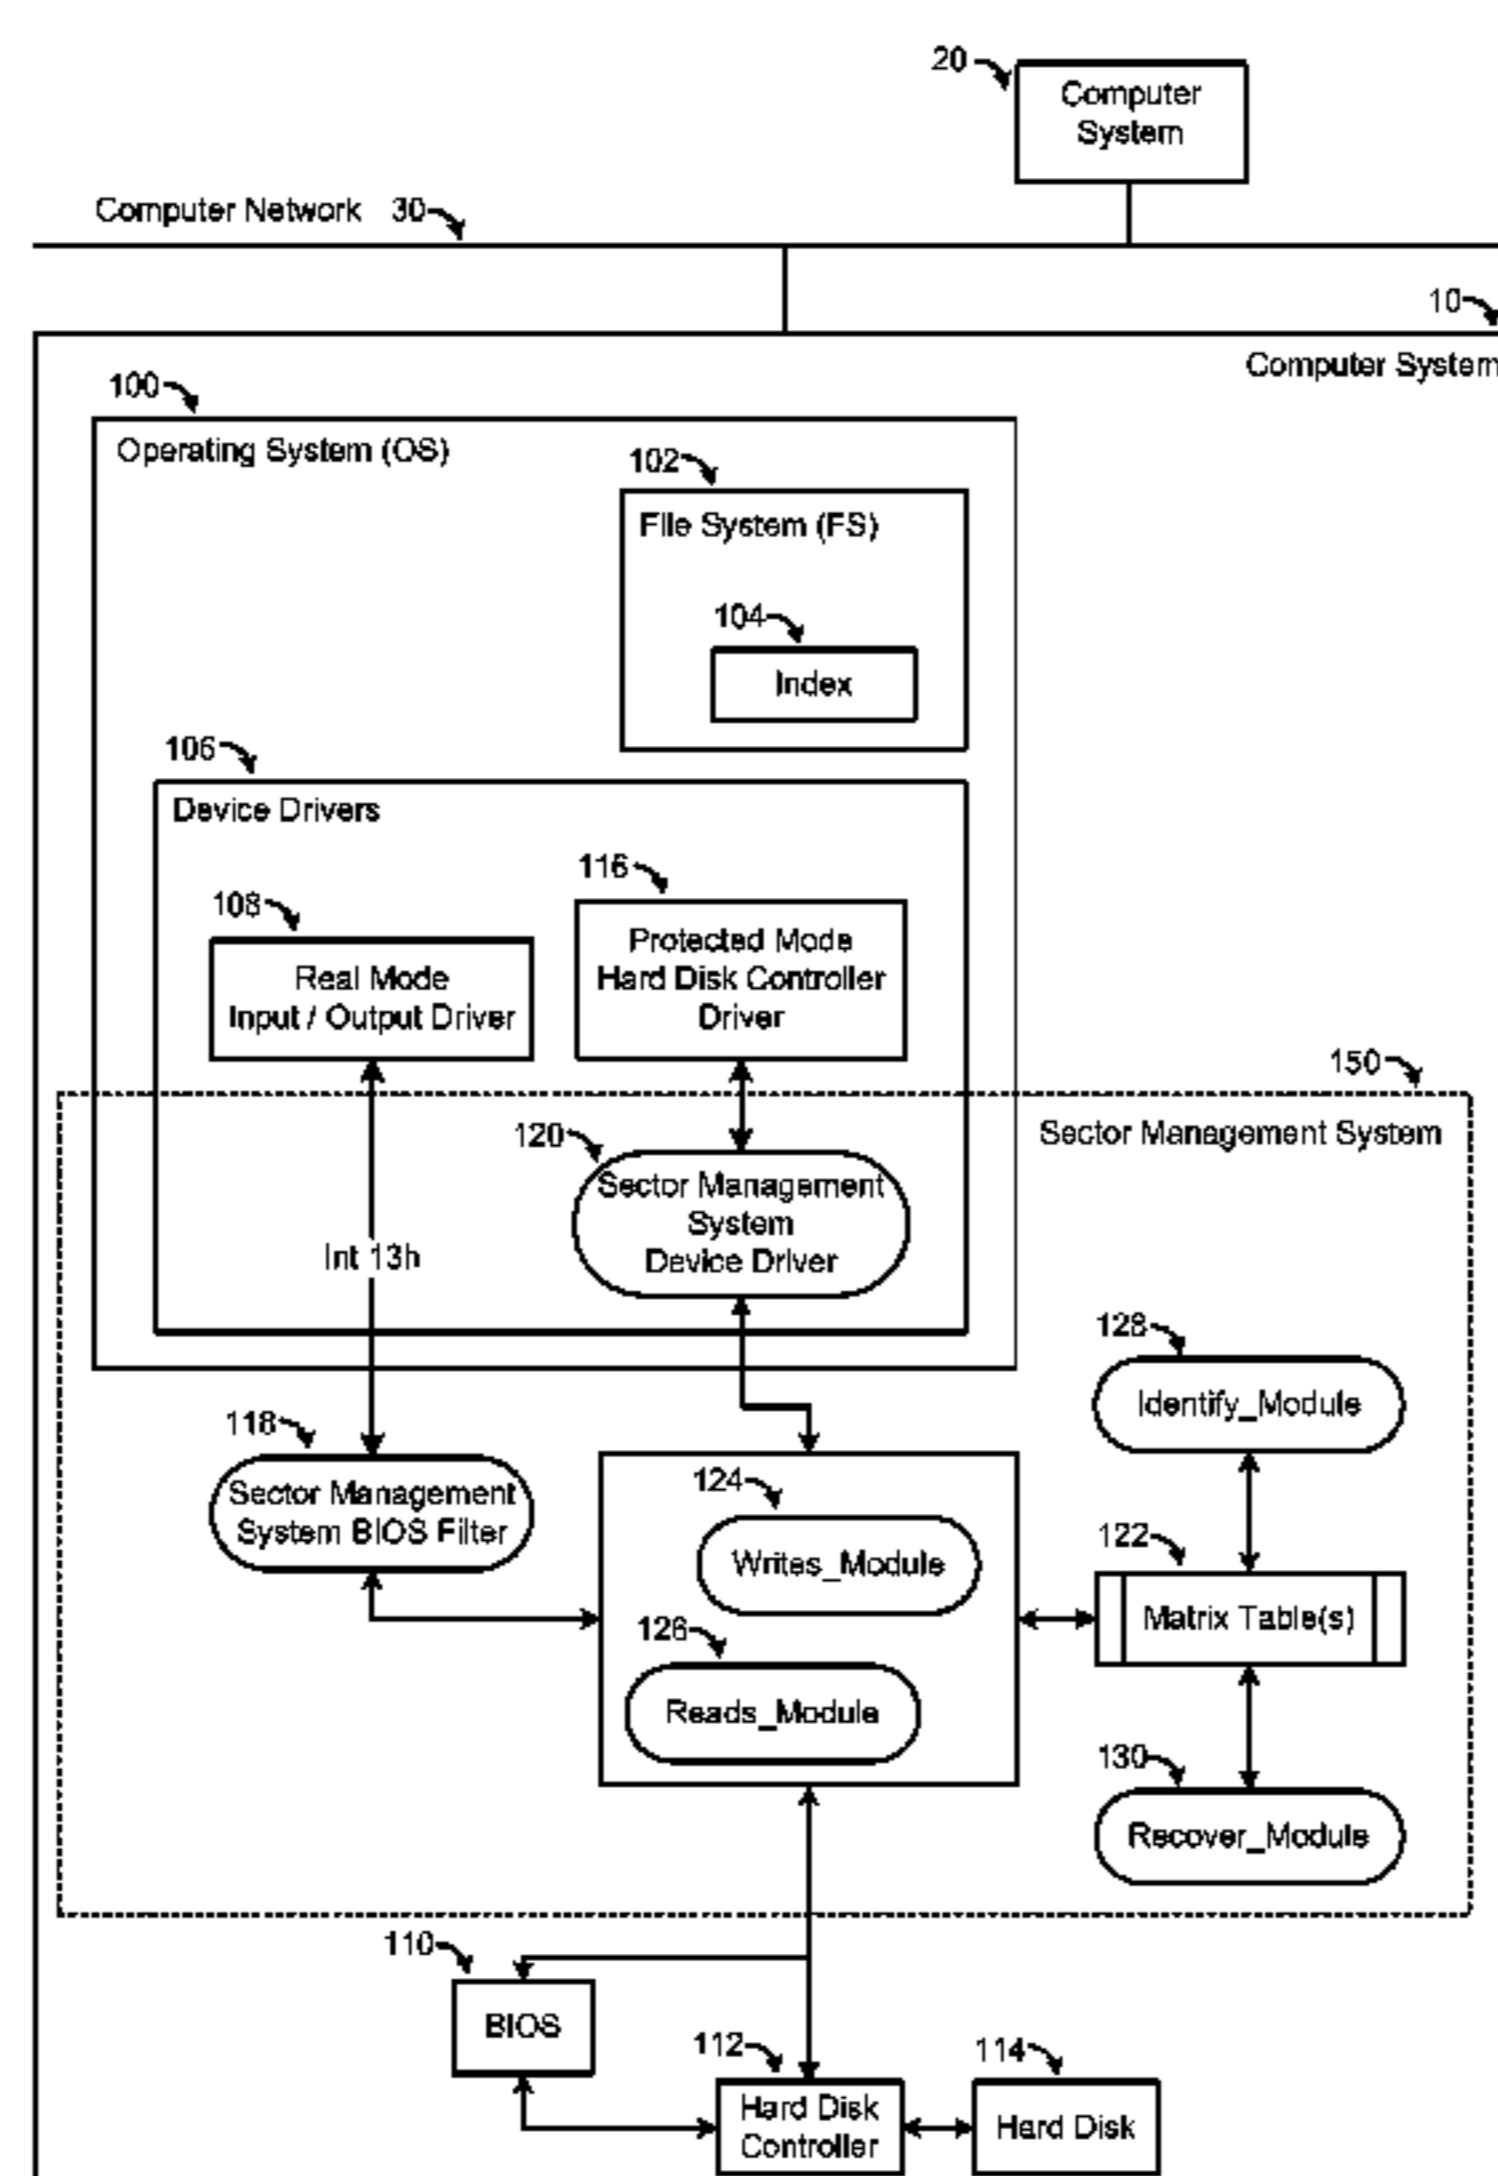 20
Computer
System
Computer Network 30
10
Computer System
100
Operating System (OS)
102
File System (FS)
104
Index
106
Device Drivers
116
108
Protected Mode
Hard Disk Controller
Driver
Real Mode
Input / Output Driver
150
Sector Management System
120
Sector Management
System
Device Driver
Int 13h
128
Identify_Module
118
Sector Management
System BIOS Filter
124
Writes_Module
122
Matrix Table(s)
126
Reads_Module
130
Recover_Module
110
BIOS
112
Hard Disk
Controller
114
Hard Disk